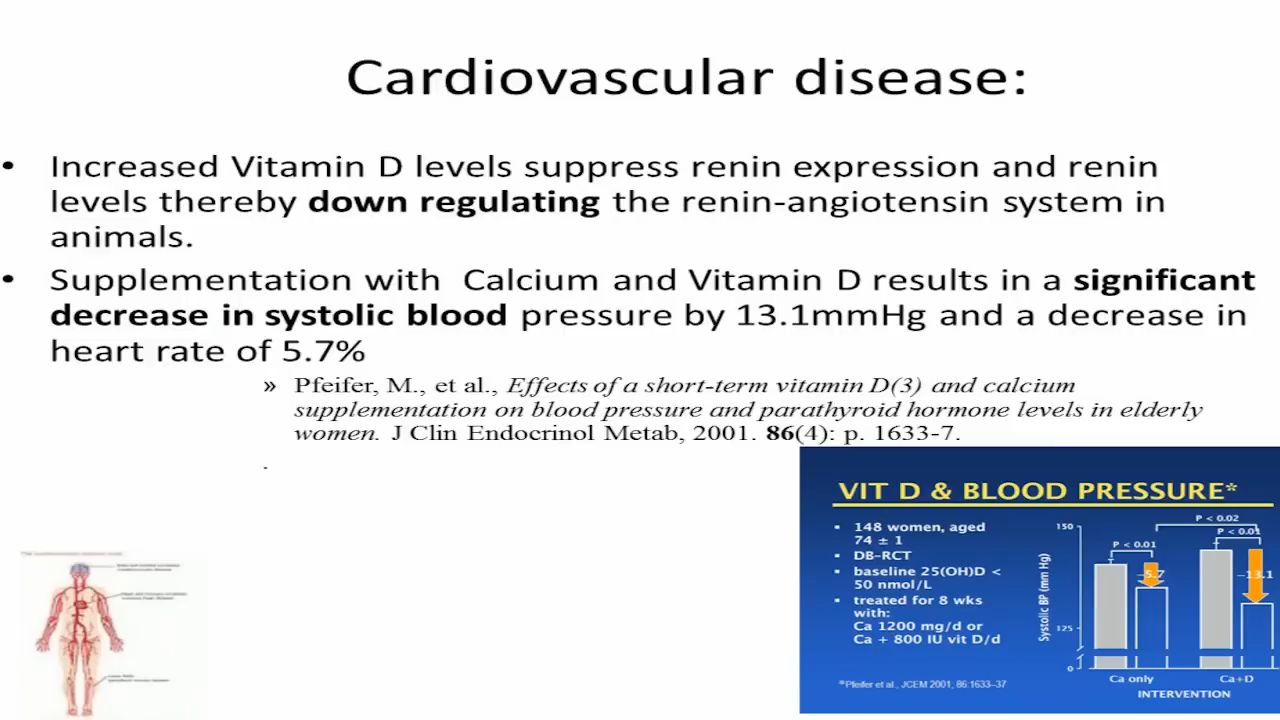 Cardiovascular disease:
• Increased Vitamin D levels suppress renin expression and renin
levels thereby down regulating the renin-angiotensin system in
animals.
• Supplementation with Calcium and Vitamin D results in a significant
decrease in systolic blood pressure by 13.1mmHg and a decrease in
heart rate of 5.7%
» Pfeifer, M., et al., Effects of a short-term vitamin D(3) and calcium
supplementation on blood pressure and parathyroid hormone levels in elderly
women. J Clin Endocrinol Metab, 2001. 86(4): p. 1633-7.
.
VIT D & BLOOD PRESSURE*
▪ 148 women, aged
74 ± 1
▪ DB-RCT
▪ baseline 25(OH)D <
50 nmol/L
▪ treated for 8 wks
with:
Ca 1200 mg/d or
Ca + 800 IU vit D/d
*Pfeifer et al., JCEM 2001; 86:1633–37
Systolic BP (mm Hg)
150
125
0
P < 0.02
P < 0.01
P < 0.01
–5.7
–13.1
Ca only
Ca+D
INTERVENTION